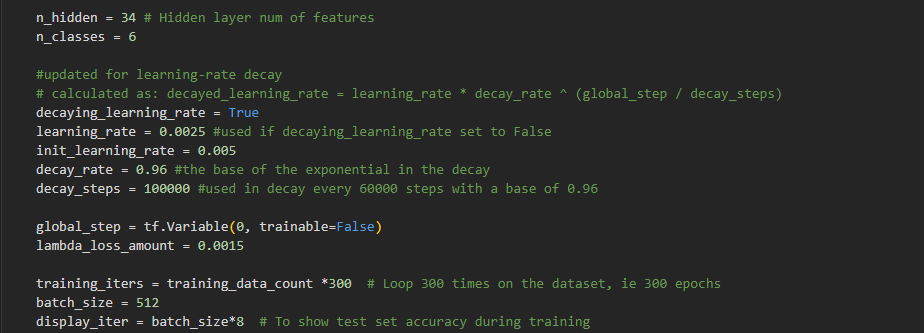 n_hidden = 34 # Hidden layer num of features
n_classes = 6
#updated for learning-rate decay
# calculated as: decayed_learning_rate = learning_rate * decay_rate ^ (global_step / decay_steps)
decaying_learning_rate = True
learning_rate = 0.0025 #used if decaying_learning_rate set to False
init_learning_rate = 0.005
decay_rate = 0.96 #the base of the exponential in the decay
decay_steps = 100000 #used in decay every 60000 steps with a base of 0.96
global_step = tf.Variable(0, trainable=False)
lambda_loss_amount = 0.0015
training_iters = training_data_count *300  # Loop 300 times on the dataset, ie 300 epochs
batch_size = 512
display_iter = batch_size*8  # To show test set accuracy during training